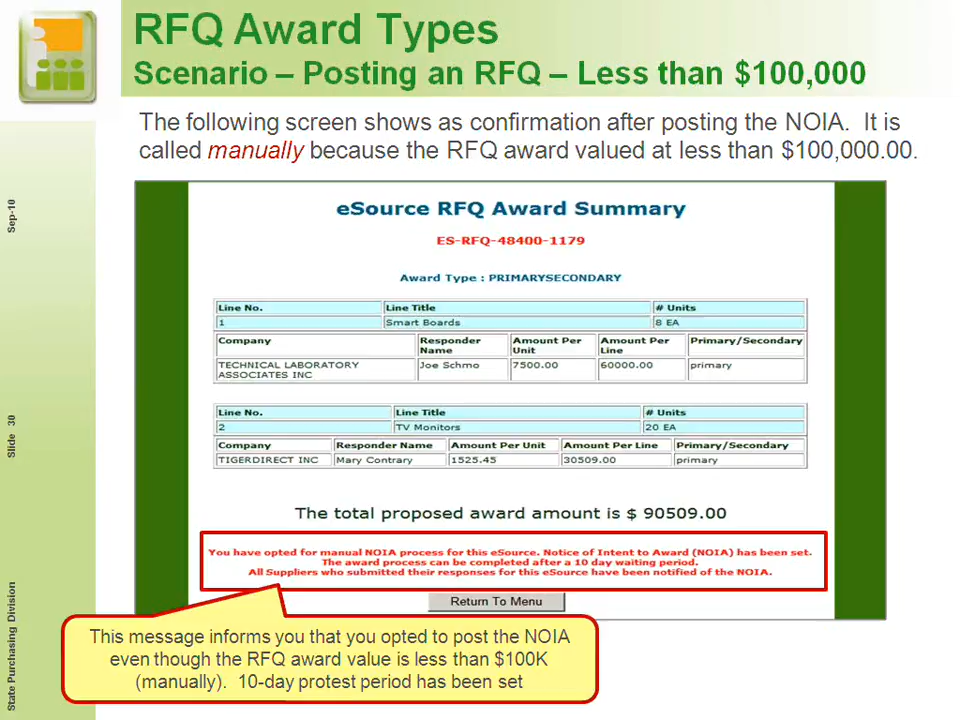 RFQ Award Types
Scenario – Posting an RFQ – Less than $100,000
The following screen shows as confirmation after posting the NOIA.  It is
called manually because the RFQ award valued at less than $100,000.00.
eSource RFQ Award Summary
ES-RFQ-48400-1179
Award Type : PRIMARYSECONDARY
Line No. Line Title # Units
1 Smart Boards 8 EA
Company Responder Name Amount Per Unit Amount Per Line Primary/Secondary
TECHNICAL LABORATORY ASSOCIATES INC Joe Schmo 7500.00 60000.00 primary
Line No. Line Title # Units
2 TV Monitors 20 EA
Company Responder Name Amount Per Unit Amount Per Line Primary/Secondary
TIGERDIRECT INC Mary Contrary 1525.45 30509.00 primary
The total proposed award amount is $ 90509.00
You have opted for manual NOIA process for this eSource. Notice of Intent to Award (NOIA) has been set.
The award process can be completed after a 10 day waiting period.
All Suppliers who submitted their responses for this eSource have been notified of the NOIA.
Return To Menu
This message informs you that you opted to post the NOIA
even though the RFQ award value is less than $100K
(manually).  10-day protest period has been set
Sep-10
Slide 30
State Purchasing Division